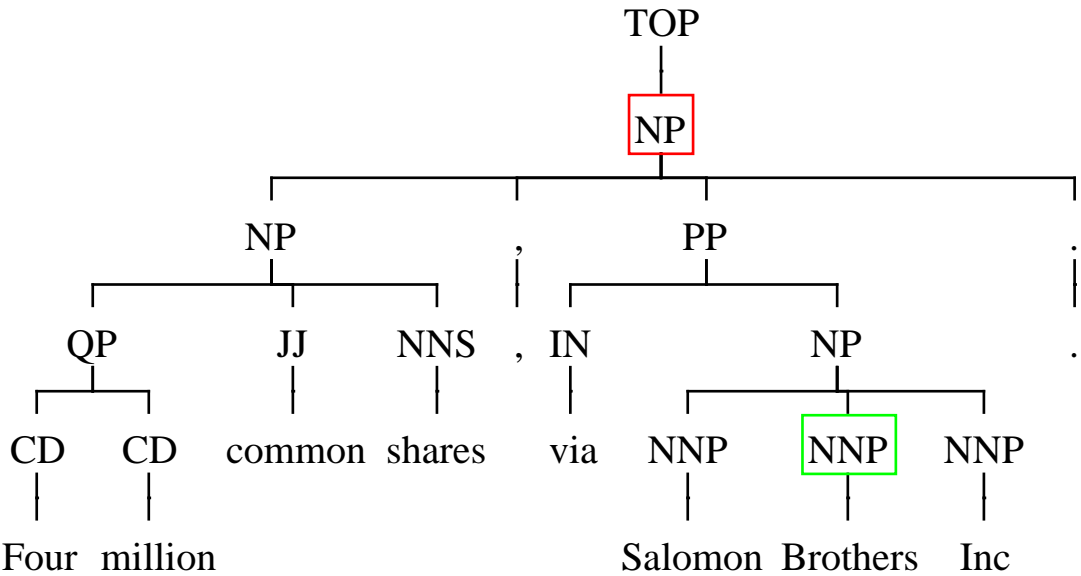 TOP
NP
NP , PP .
QP JJ NNS , IN NP .
CD CD common shares via NNP NNP NNP
Four million Salomon Brothers Inc